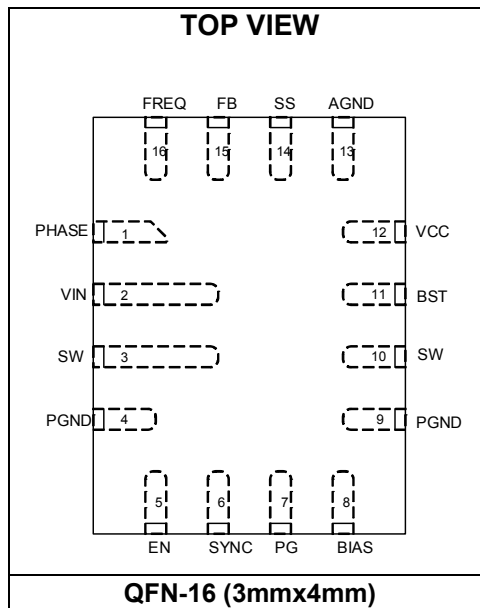 TOP VIEW
FREQ FB SS AGND
16 15 14 13
PHASE 1 12 VCC
VIN 2 11 BST
SW 3 10 SW
PGND 4 9 PGND
5 6 7 8
EN SYNC PG BIAS
QFN-16 (3mmx4mm)